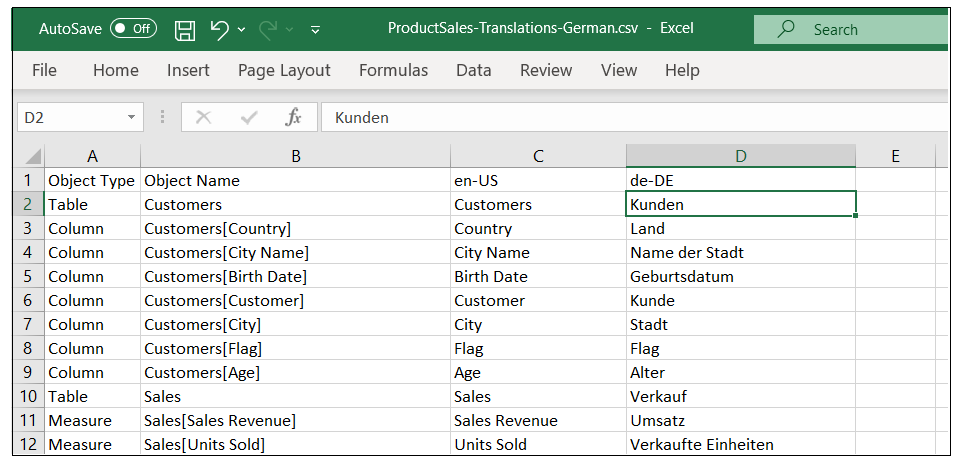 AutoSave Off ProductSales-Translations-German.csv - Excel Search
File Home Insert Page Layout Formulas Data Review View Help
D2 fx Kunden
A B C D E
1 Object Type Object Name en-US de-DE
2 Table Customers Customers Kunden
3 Column Customers[Country] Country Land
4 Column Customers[City Name] City Name Name der Stadt
5 Column Customers[Birth Date] Birth Date Geburtsdatum
6 Column Customers[Customer] Customer Kunde
7 Column Customers[City] City Stadt
8 Column Customers[Flag] Flag Flag
9 Column Customers[Age] Age Alter
10 Table Sales Sales Verkauf
11 Measure Sales[Sales Revenue] Sales Revenue Umsatz
12 Measure Sales[Units Sold] Units Sold Verkaufte Einheiten